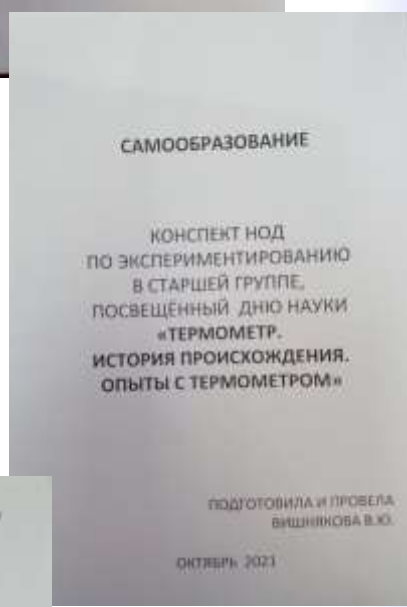 САМООБРАЗОВАНИЕ
КОНСПЕКТ НОД
ПО ЭКСПЕРИМЕНТИРОВАНИЮ
В СТАРШЕЙ ГРУППЕ,
ПОСВЕЩЁННЫЙ ДНЮ НАУКИ
«ТЕРМОМЕТР.
ИСТОРИЯ ПРОИСХОЖДЕНИЯ.
ОПЫТЫ С ТЕРМОМЕТРОМ»
ПОДГОТОВИЛА И ПРОВЕЛА
ВИШНЯКОВА В.Ю.
ОКТЯБРЬ 2021